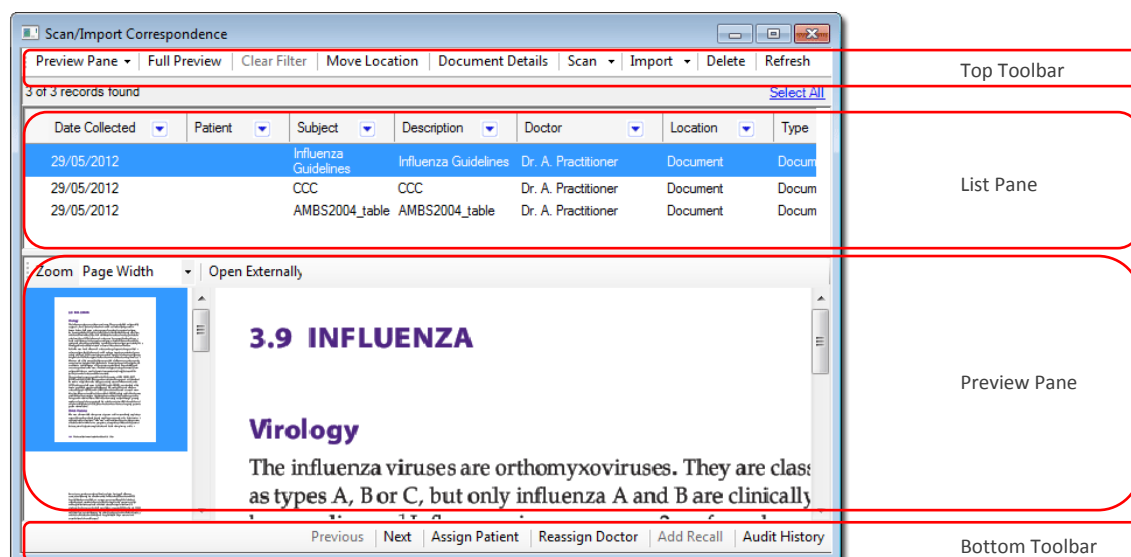 Scan/Import Correspondence
Preview Pane Full Preview Clear Filter Move Location Document Details Scan Import Delete Refresh
Top Toolbar
3 of 3 records found Select All
Date Collected Patient Subject Description Doctor Location Type
29/05/2012 Influenza Guidelines Influenza Guidelines Dr. A. Practitioner Document Docum
29/05/2012 CCC CCC Dr. A. Practitioner Document Docum
List Pane
29/05/2012 AMBS2004_table AMBS2004_table Dr. A. Practitioner Document Docum
Zoom Page Width Open Externally
3.9 INFLUENZA
Preview Pane
Virology
The influenza viruses are orthomyxoviruses. They are class
as types A, B or C, but only influenza A and B are clinically
Previous Next Assign Patient Reassign Doctor Add Recall Audit History
Bottom Toolbar